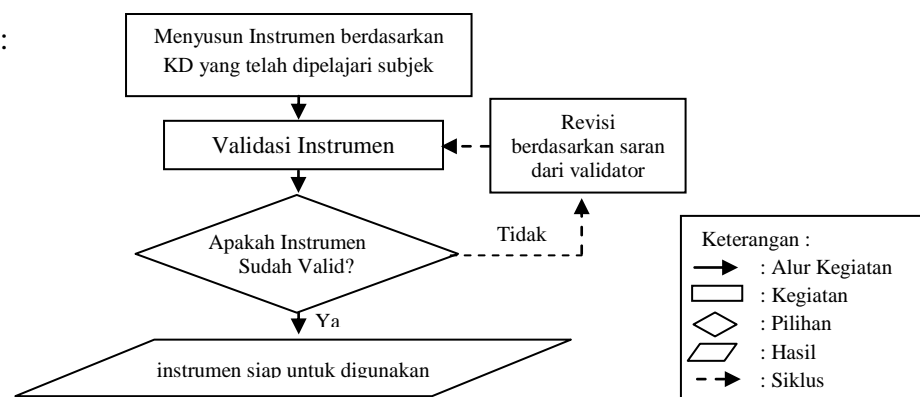 :
Menyusun Instrumen berdasarkan
KD yang telah dipelajari subjek
Validasi Instrumen
Revisi
berdasarkan saran
dari validator
Apakah Instrumen
Sudah Valid?
Tidak
Ya
instrumen siap untuk digunakan
Keterangan :
: Alur Kegiatan
: Kegiatan
: Pilihan
: Hasil
: Siklus